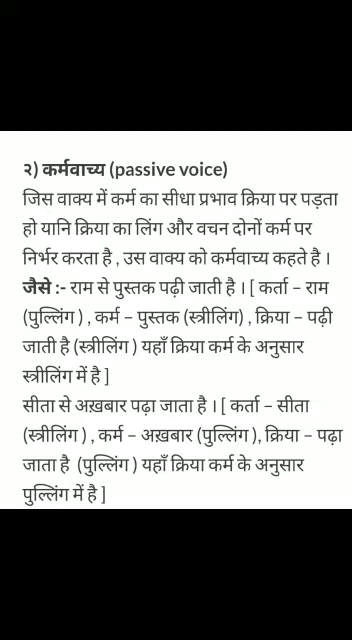 २) कर्मवाच्य (passive voice)
जिस वाक्य में कर्म का सीधा प्रभाव क्रिया पर पड़ता
हो यानि क्रिया का लिंग और वचन दोनों कर्म पर
निर्भर करता है , उस वाक्य को कर्मवाच्य कहते है ।
जैसे :- राम से पुस्तक पढ़ी जाती है । [ कर्ता – राम
(पुल्लिंग ) , कर्म – पुस्तक (स्त्रीलिंग) , क्रिया – पढ़ी
जाती है (स्त्रीलिंग ) यहाँ क्रिया कर्म के अनुसार
स्त्रीलिंग में है ]
सीता से अख़बार पढ़ा जाता है । [ कर्ता – सीता
(स्त्रीलिंग ) , कर्म – अख़बार (पुल्लिंग ), क्रिया – पढ़ा
जाता है (पुल्लिंग ) यहाँ क्रिया कर्म के अनुसार
पुल्लिंग में है ]